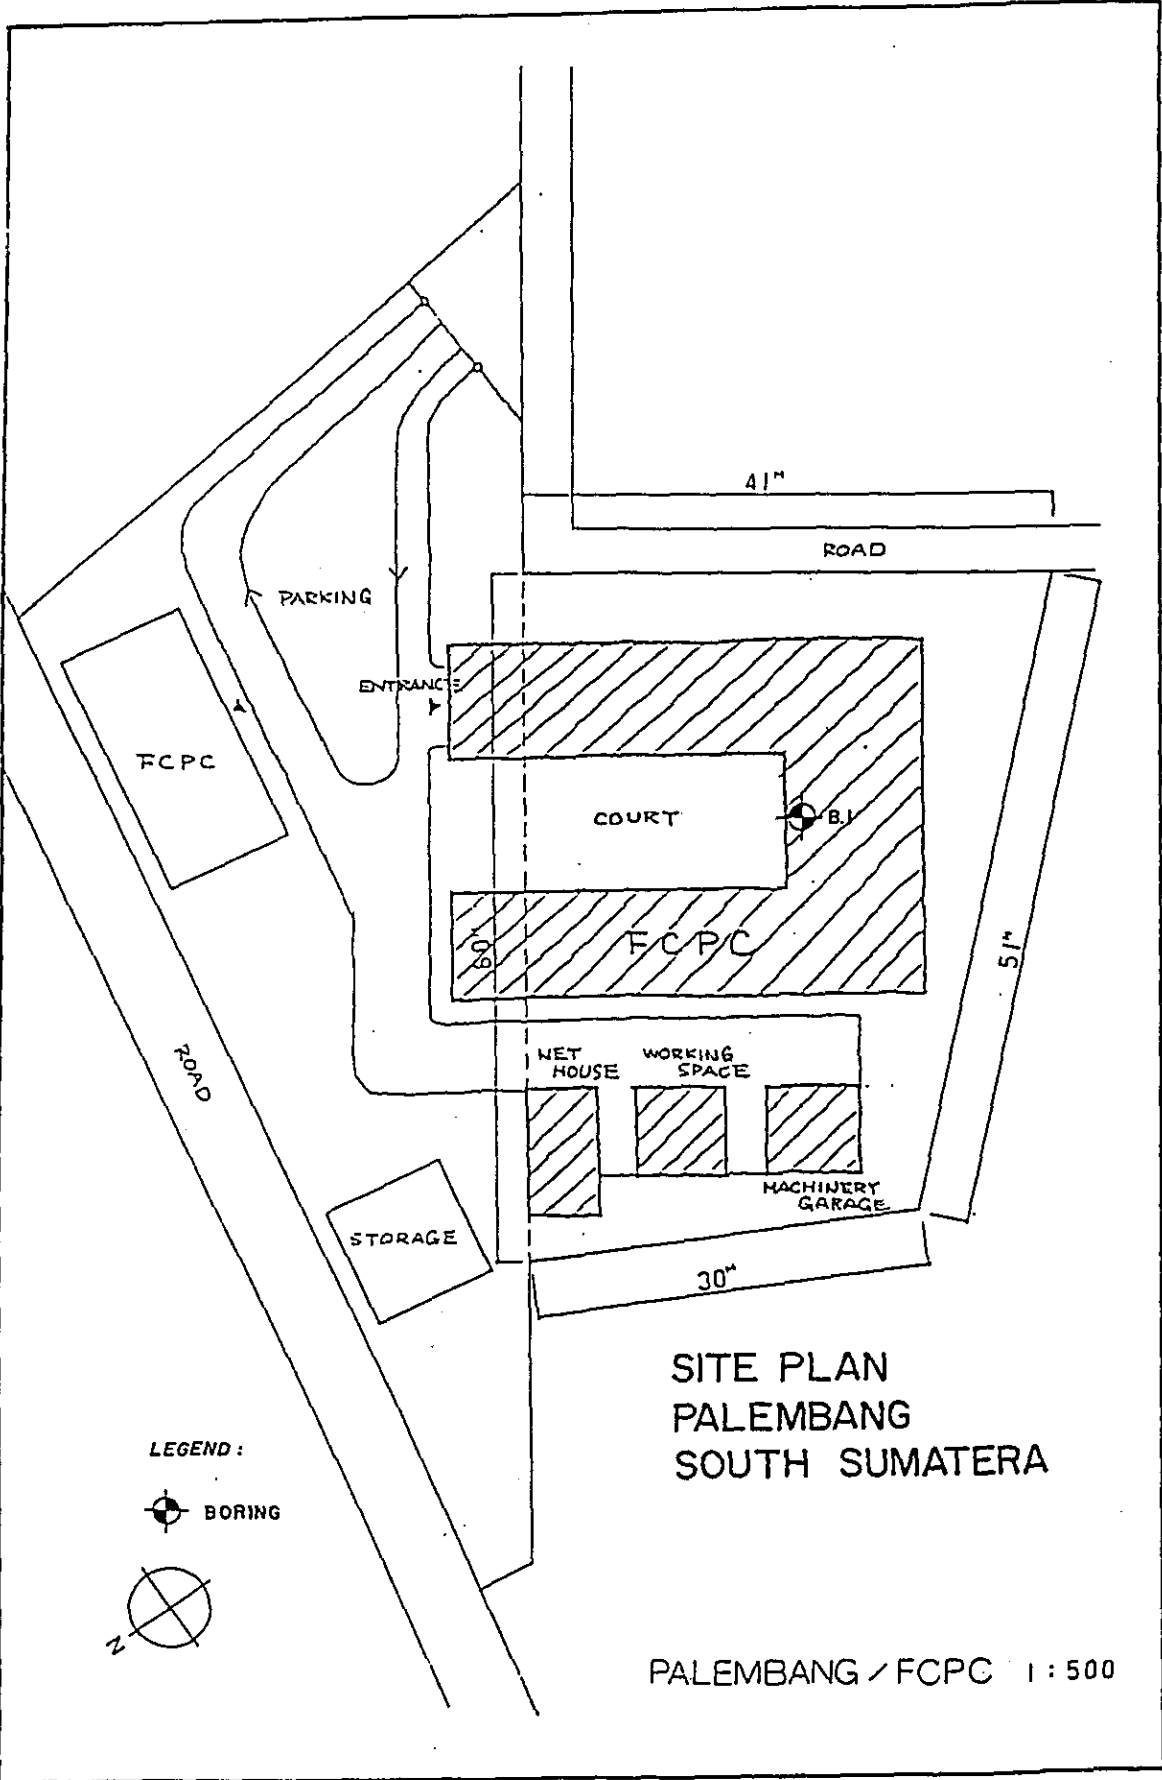 41M
ROAD
PARKING
ENTRANCE
FCPC
COURT
B.1
FCPC
60M
51M
ROAD
NET
HOUSE
WORKING
SPACE
MACHINERY
GARAGE
STORAGE
30M
SITE PLAN
PALEMBANG
SOUTH SUMATERA
LEGEND :
BORING
N
PALEMBANG / FCPC 1 : 500